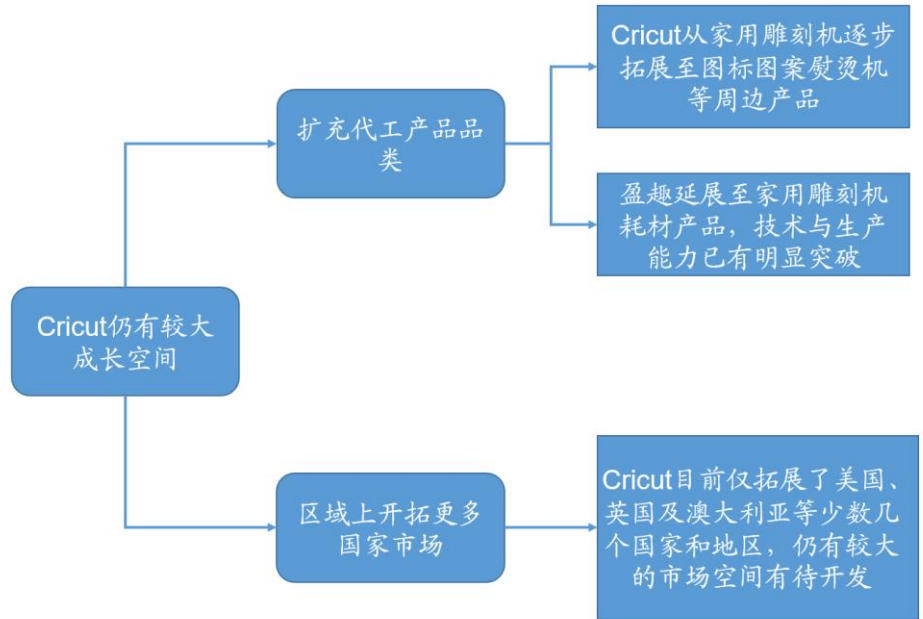 Cricut仍有较大
成长空间
扩充代工产品品
类
Cricut从家用雕刻机逐步
拓展至图标图案熨烫机
等周边产品
盈趣延展至家用雕刻机
耗材产品，技术与生产
能力已有明显突破
区域上开拓更多
国家市场
Cricut目前仅拓展了美国、
英国及澳大利亚等少数几
个国家和地区，仍有较大
的市场空间有待开发